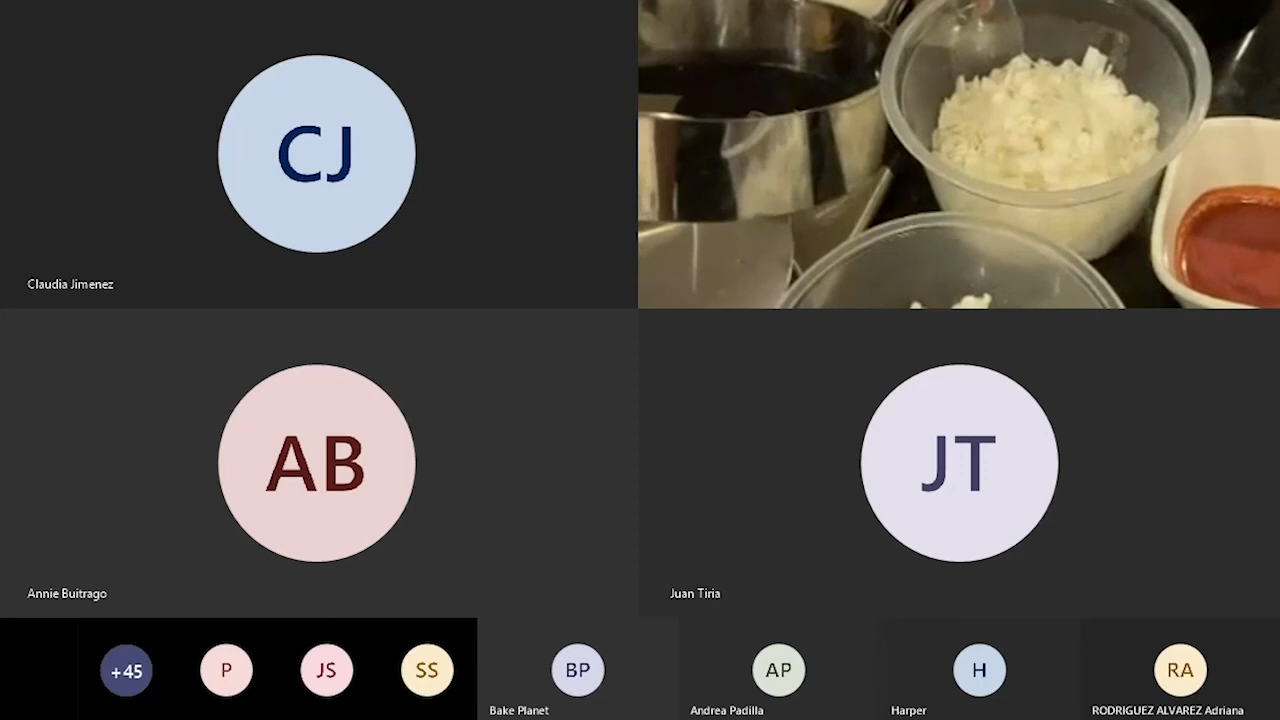 CJ
Claudia Jimenez
AB
Annie Buitrago
JT
Juan Tiria
+45
P
JS
SS
BP
Bake Planet
AP
Andrea Padilla
H
Harper
RA
RODRIGUEZ ALVAREZ Adriana